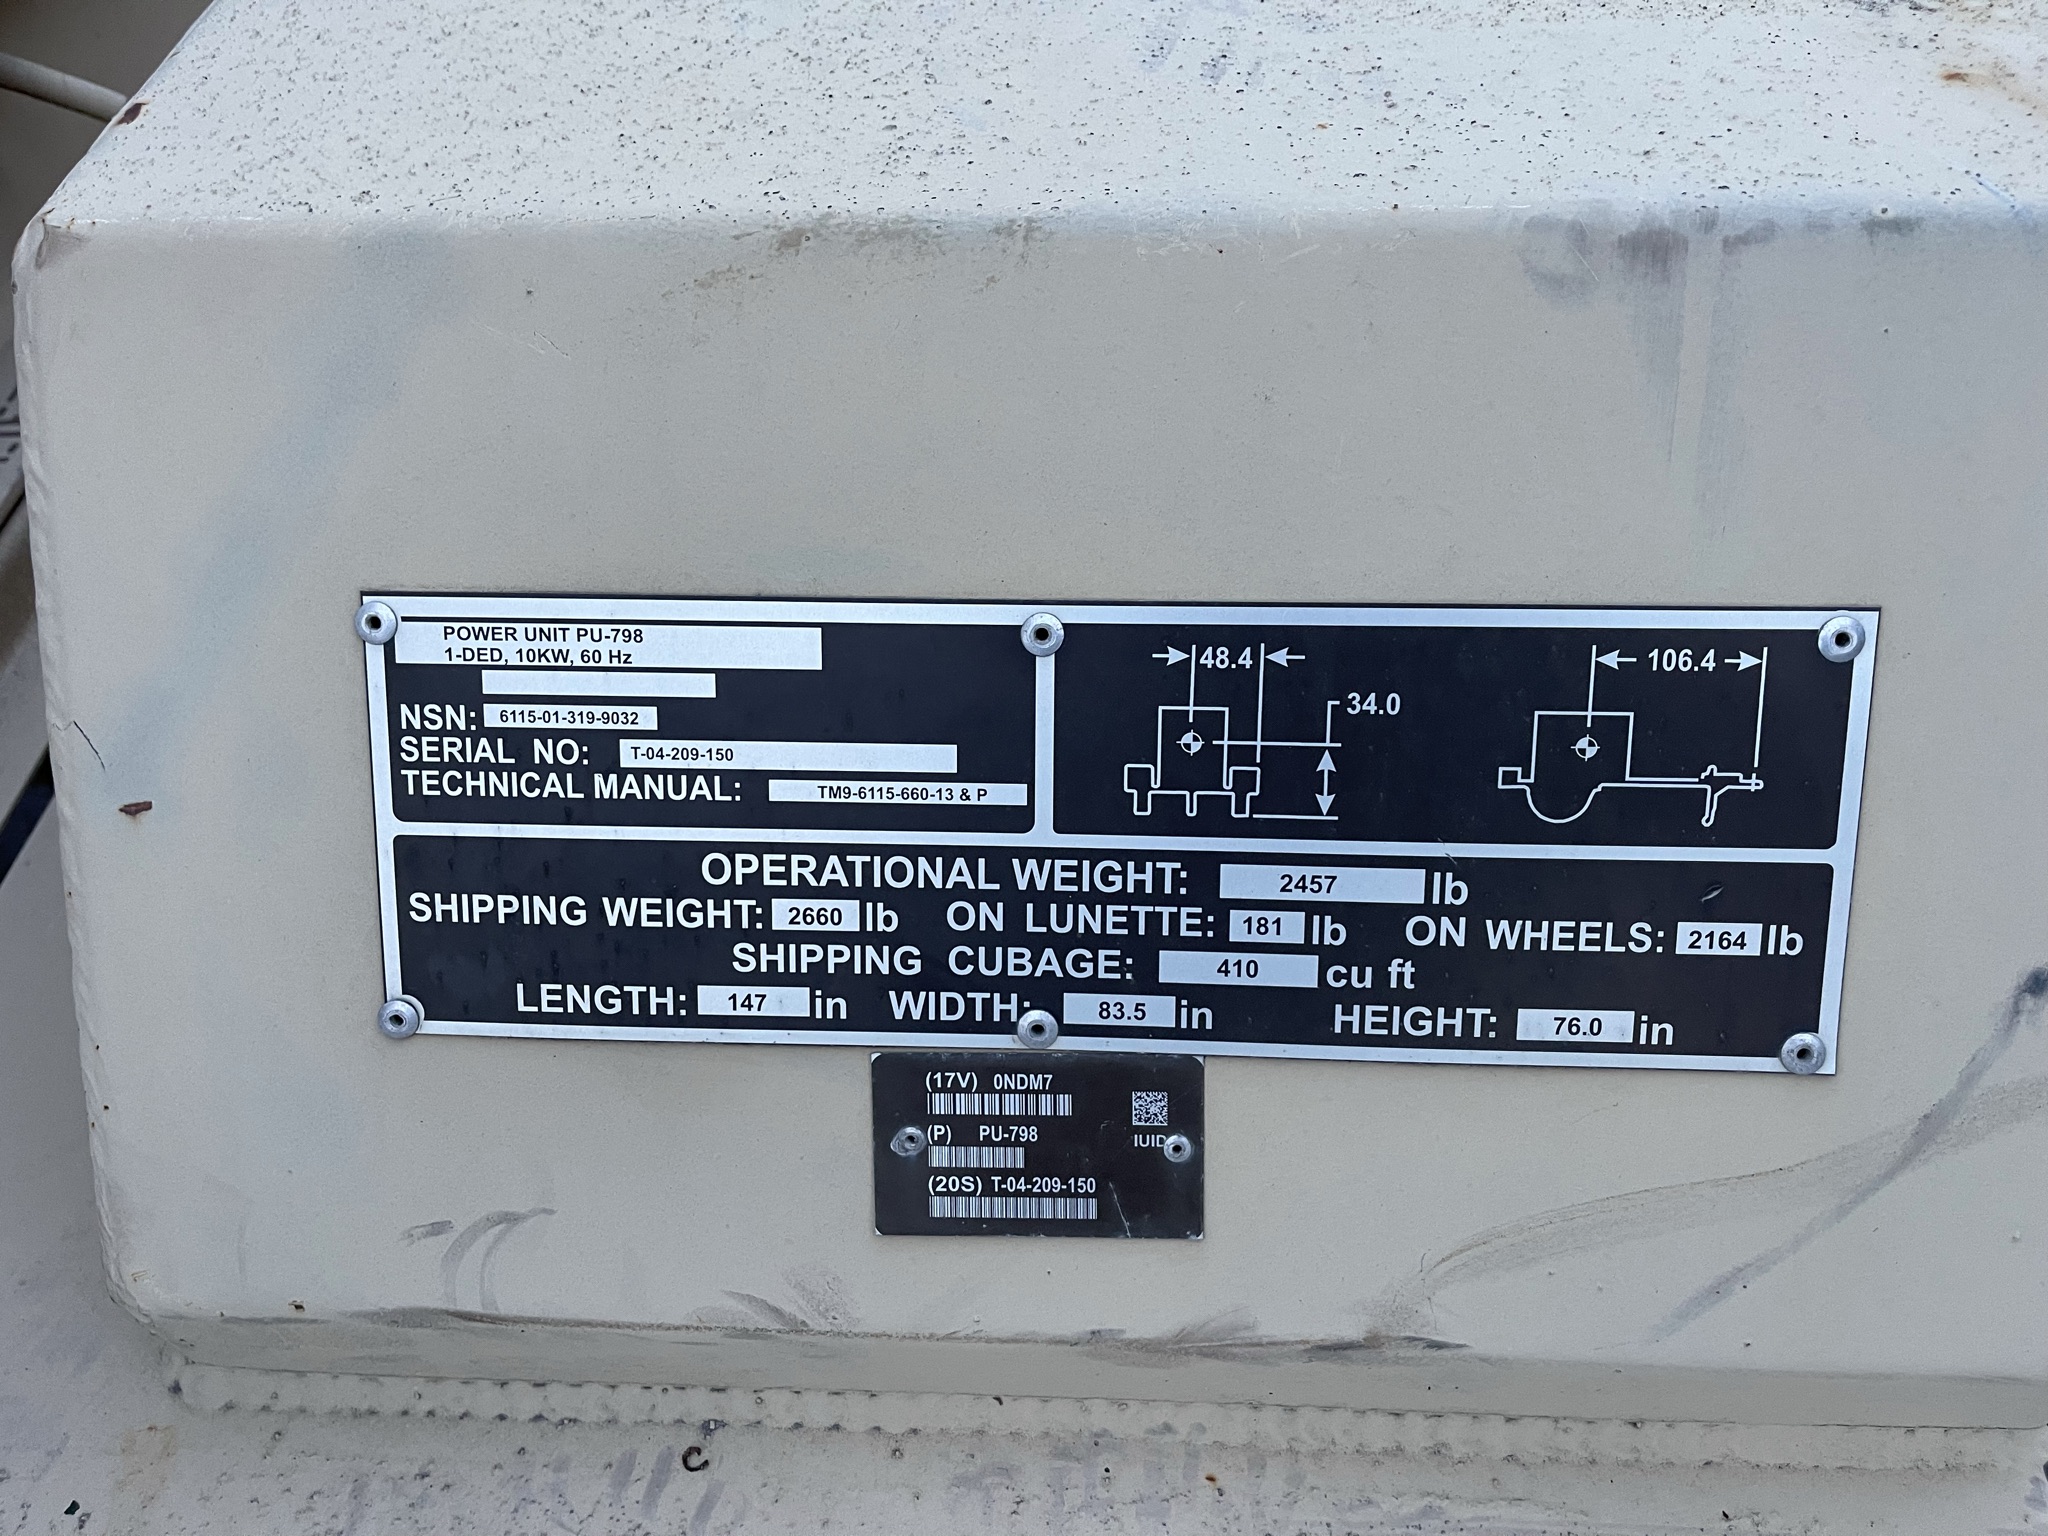 POWER UNIT PU-798
1-DED, 10KW, 60 Hz
NSN: 6115-01-319-9032
SERIAL NO: T-04-209-150
TECHNICAL MANUAL: TM9-6115-660-13 & P
48.4
34.0
106.4
OPERATIONAL WEIGHT: 2457 lb
SHIPPING WEIGHT: 2660 lb ON LUNETTE: 181 lb ON WHEELS: 2164 lb
SHIPPING CUBAGE: 410 cu ft
LENGTH: 147 in WIDTH: 83.5 in HEIGHT: 76.0 in
(17V) 0NDM7
(P) PU-798
IUID
(20S) T-04-209-150